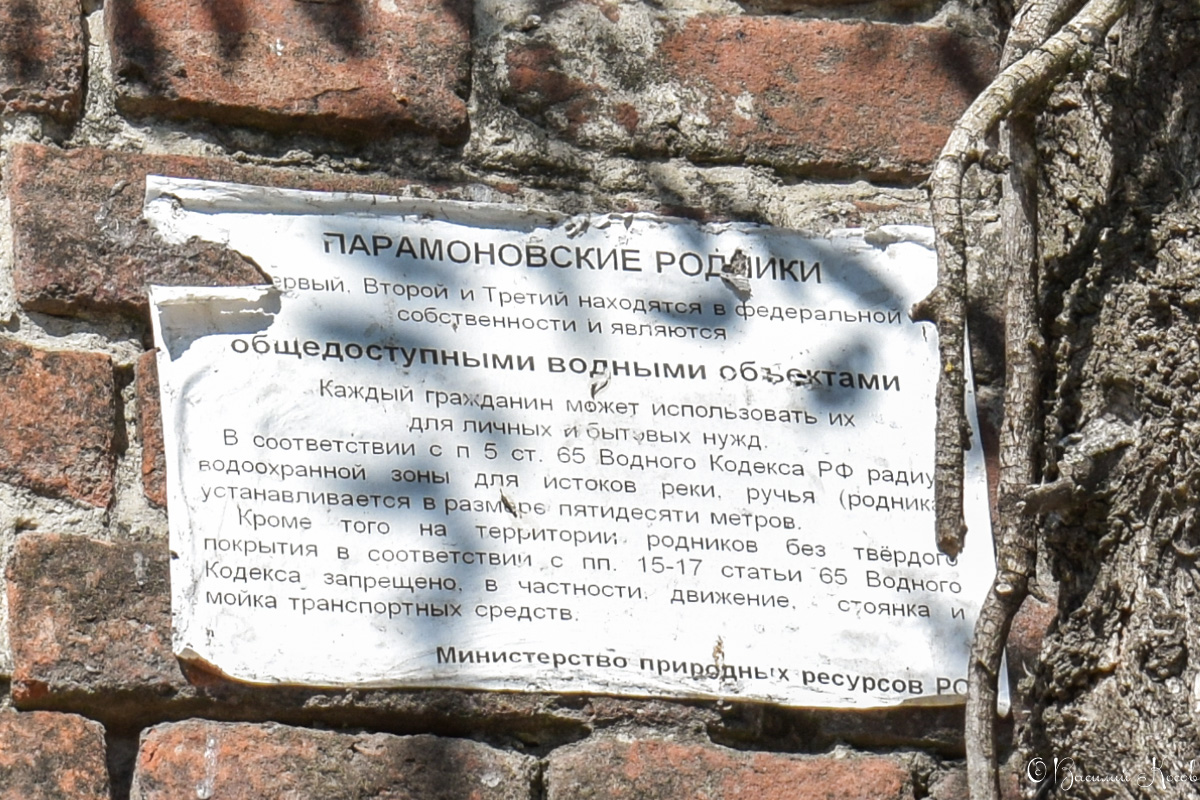 ПАРАМОНОВСКИЕ РОДНИКИ
ервый, Второй и Третий находятся в федеральной
собственности и являются
общедоступными водными объектами
Каждый гражданин может использовать их
для личных и бытовых нужд.
В соответствии с п 5 ст. 65 Водного Кодекса РФ радиу
водоохранной зоны для истоков реки, ручья (родника
устанавливается в размере пятидесяти метров.
Кроме того на территории родников без твёрдого
покрытия в соответствии с пп. 15-17 статьи 65 Водного
Кодекса запрещено, в частности, движение, стоянка и
мойка транспортных средств.
Министерство природных ресурсов РО
© Василий Косов